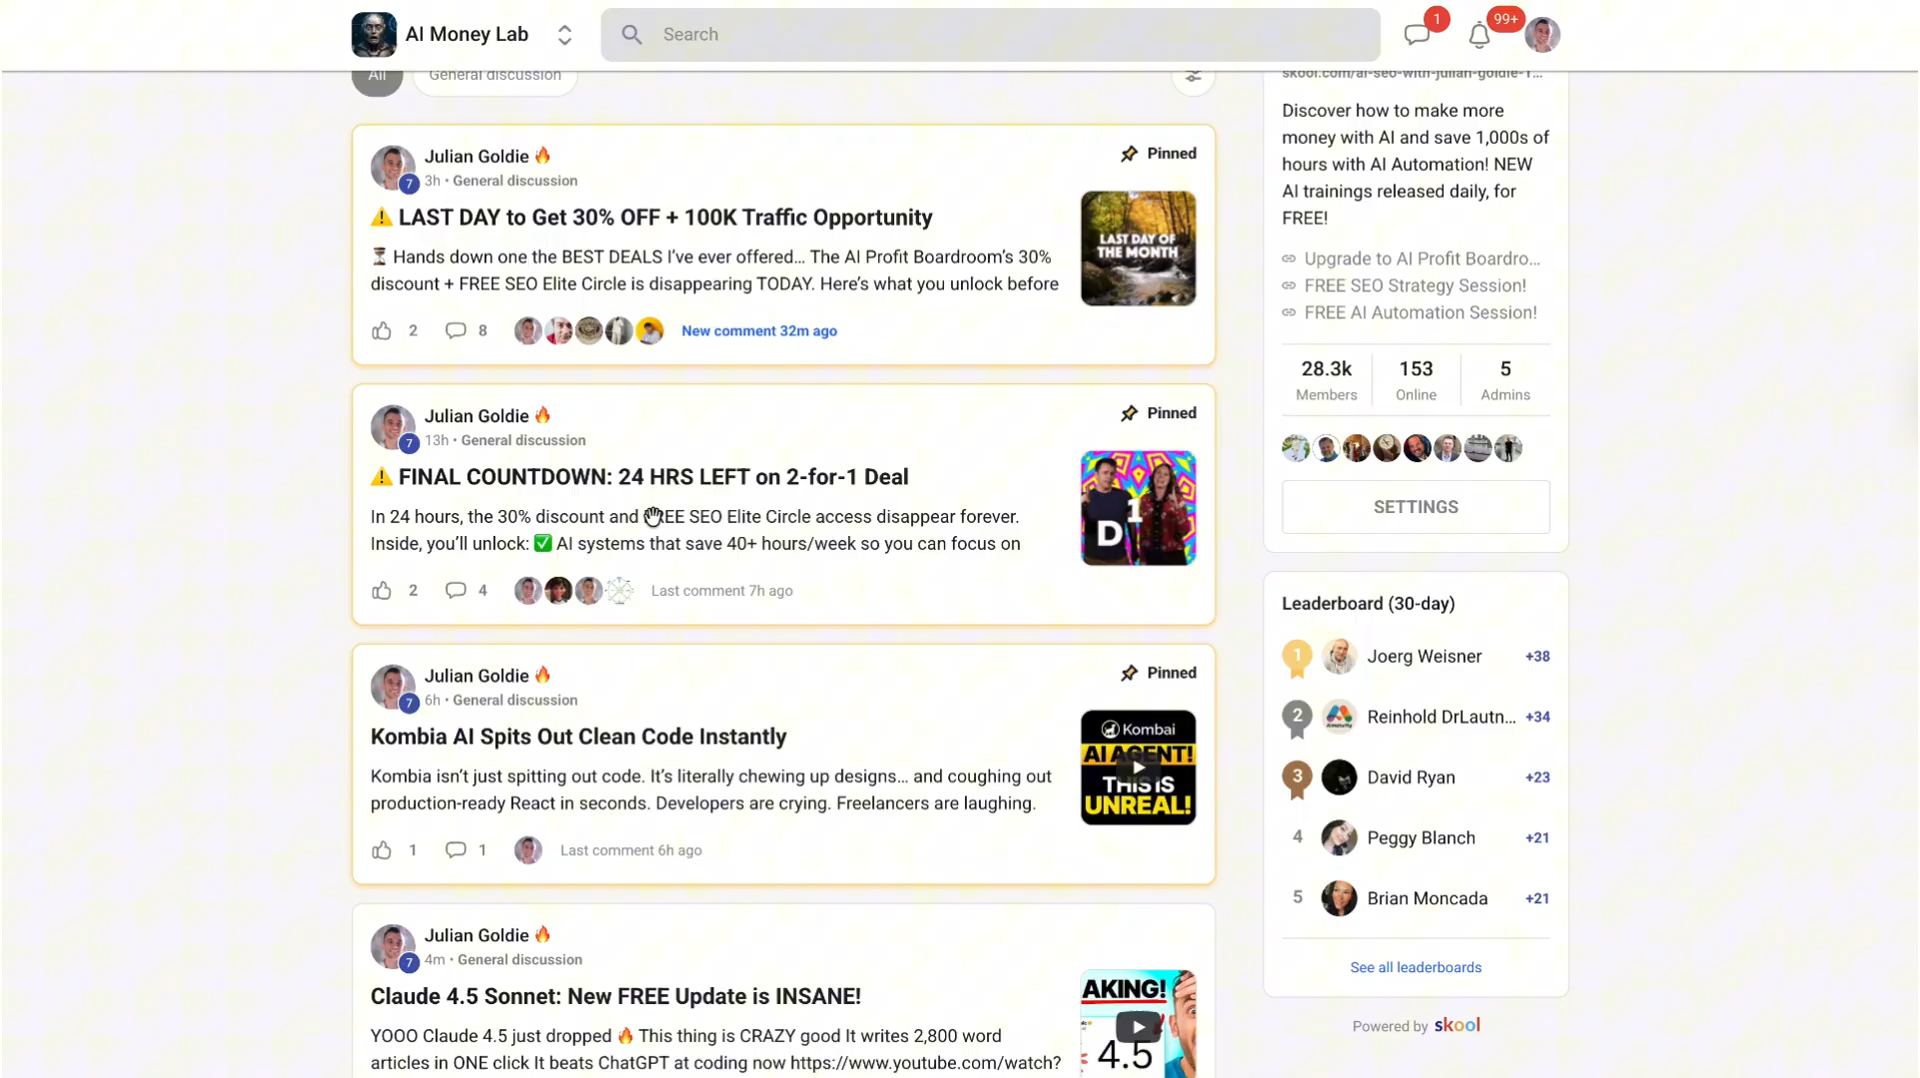 AI Money Lab
Search
1
99+
All
General discussion
Julian Goldie 🔥
Pinned
7
3h • General discussion
⚠️ LAST DAY to Get 30% OFF + 100K Traffic Opportunity
⏳ Hands down one the BEST DEALS I've ever offered... The AI Profit Boardroom's 30%
discount + FREE SEO Elite Circle is disappearing TODAY. Here's what you unlock before
LAST DAY OF
THE MONTH
2
8
New comment 32m ago
Julian Goldie 🔥
Pinned
7
13h • General discussion
⚠️ FINAL COUNTDOWN: 24 HRS LEFT on 2-for-1 Deal
In 24 hours, the 30% discount and FREE SEO Elite Circle access disappear forever.
Inside, you'll unlock: ✅ AI systems that save 40+ hours/week so you can focus on
D 1
2
4
Last comment 7h ago
Julian Goldie 🔥
Pinned
7
6h • General discussion
Kombia AI Spits Out Clean Code Instantly
Kombia isn't just spitting out code. It's literally chewing up designs... and coughing out
production-ready React in seconds. Developers are crying. Freelancers are laughing.
Kombai
AI AGENT!
THIS IS
UNREAL!
1
1
Last comment 6h ago
Julian Goldie 🔥
7
4m • General discussion
Claude 4.5 Sonnet: New FREE Update is INSANE!
YOOO Claude 4.5 just dropped 🔥 This thing is CRAZY good It writes 2,800 word
articles in ONE click It beats ChatGPT at coding now https://www.youtube.com/watch?
AKING!
4.5
skool.com/ai-seo-with-julian-goldie-1...
Discover how to make more
money with AI and save 1,000s of
hours with AI Automation! NEW
AI trainings released daily, for
FREE!
Upgrade to AI Profit Boardro...
FREE SEO Strategy Session!
FREE AI Automation Session!
28.3k
Members
153
Online
5
Admins
SETTINGS
Leaderboard (30-day)
1 Joerg Weisner +38
2 Reinhold DrLautn... +34
3 David Ryan +23
4 Peggy Blanch +21
5 Brian Moncada +21
See all leaderboards
Powered by skool